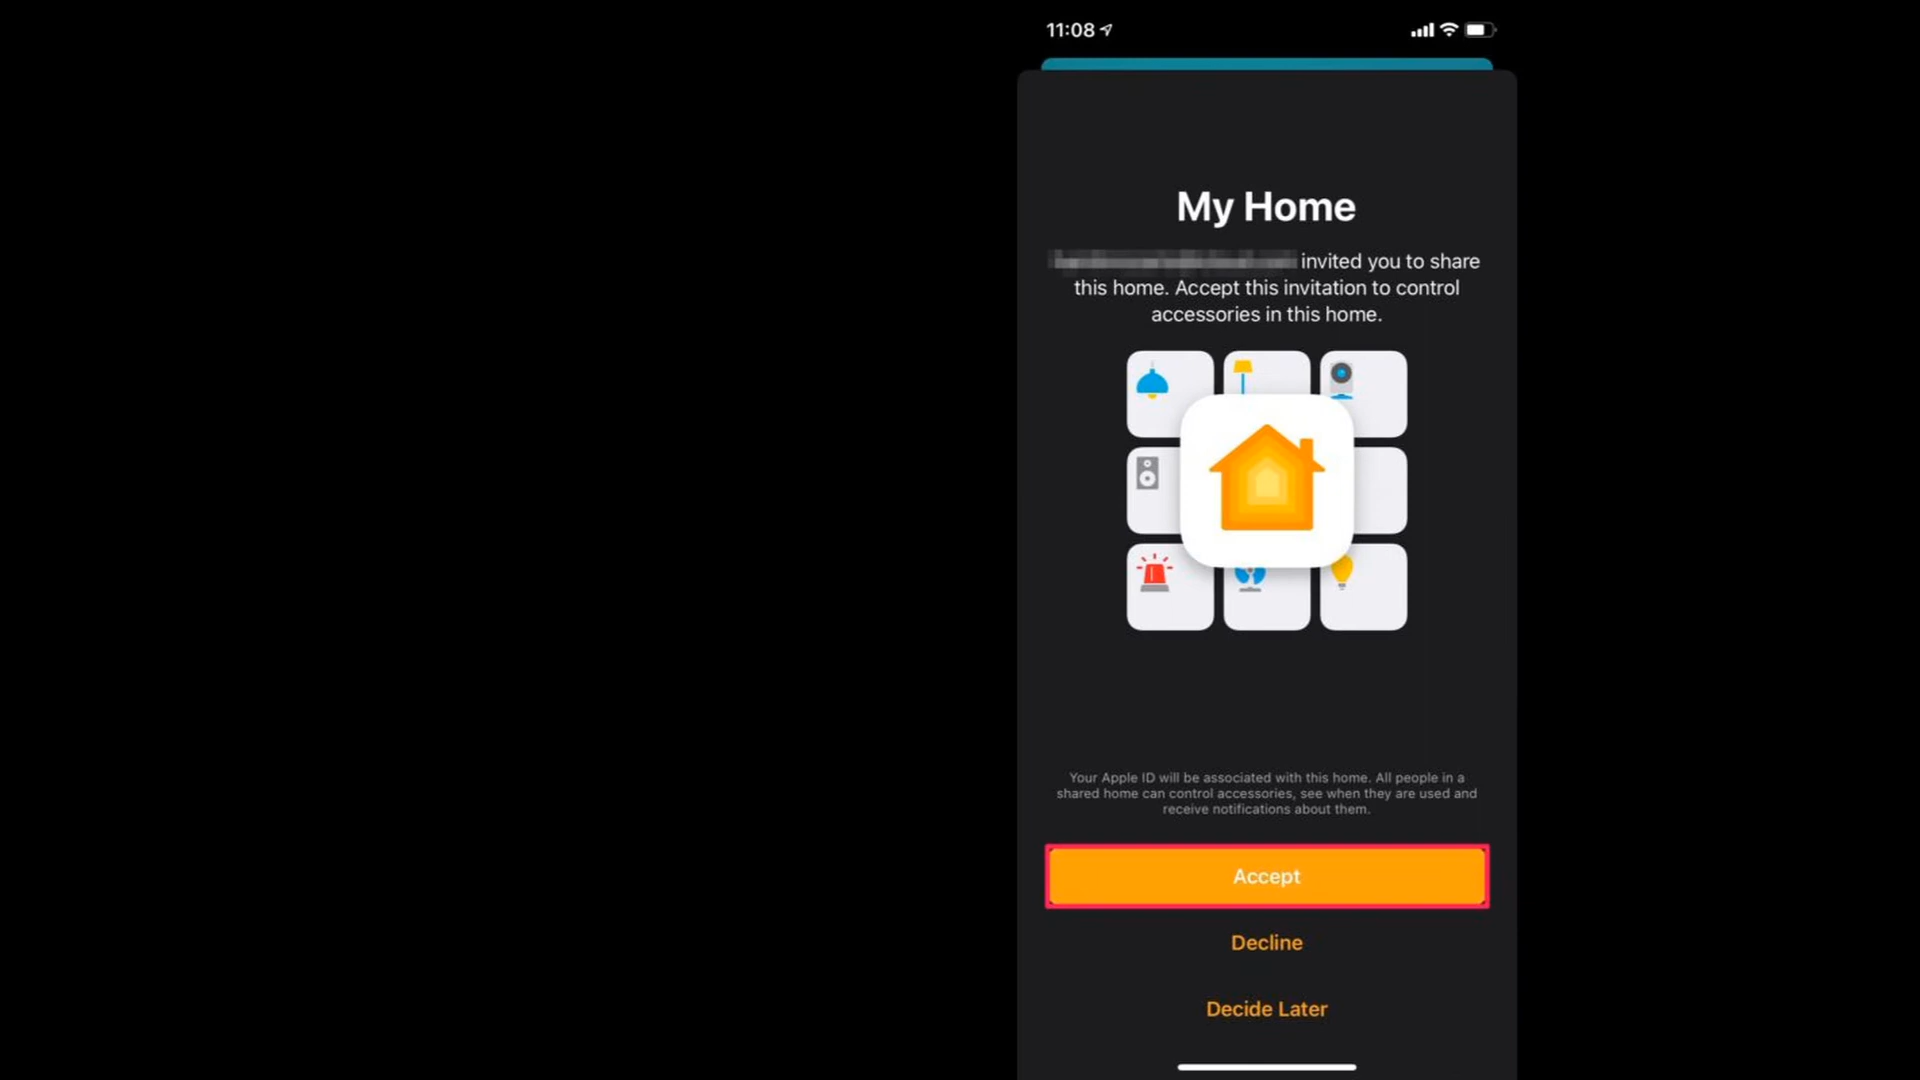 11:08
My Home
invited you to share
this home. Accept this invitation to control
accessories in this home.
Your Apple ID will be associated with this home. All people in a
shared home can control accessories, see when they are used and
receive notifications about them.
Accept
Decline
Decide Later